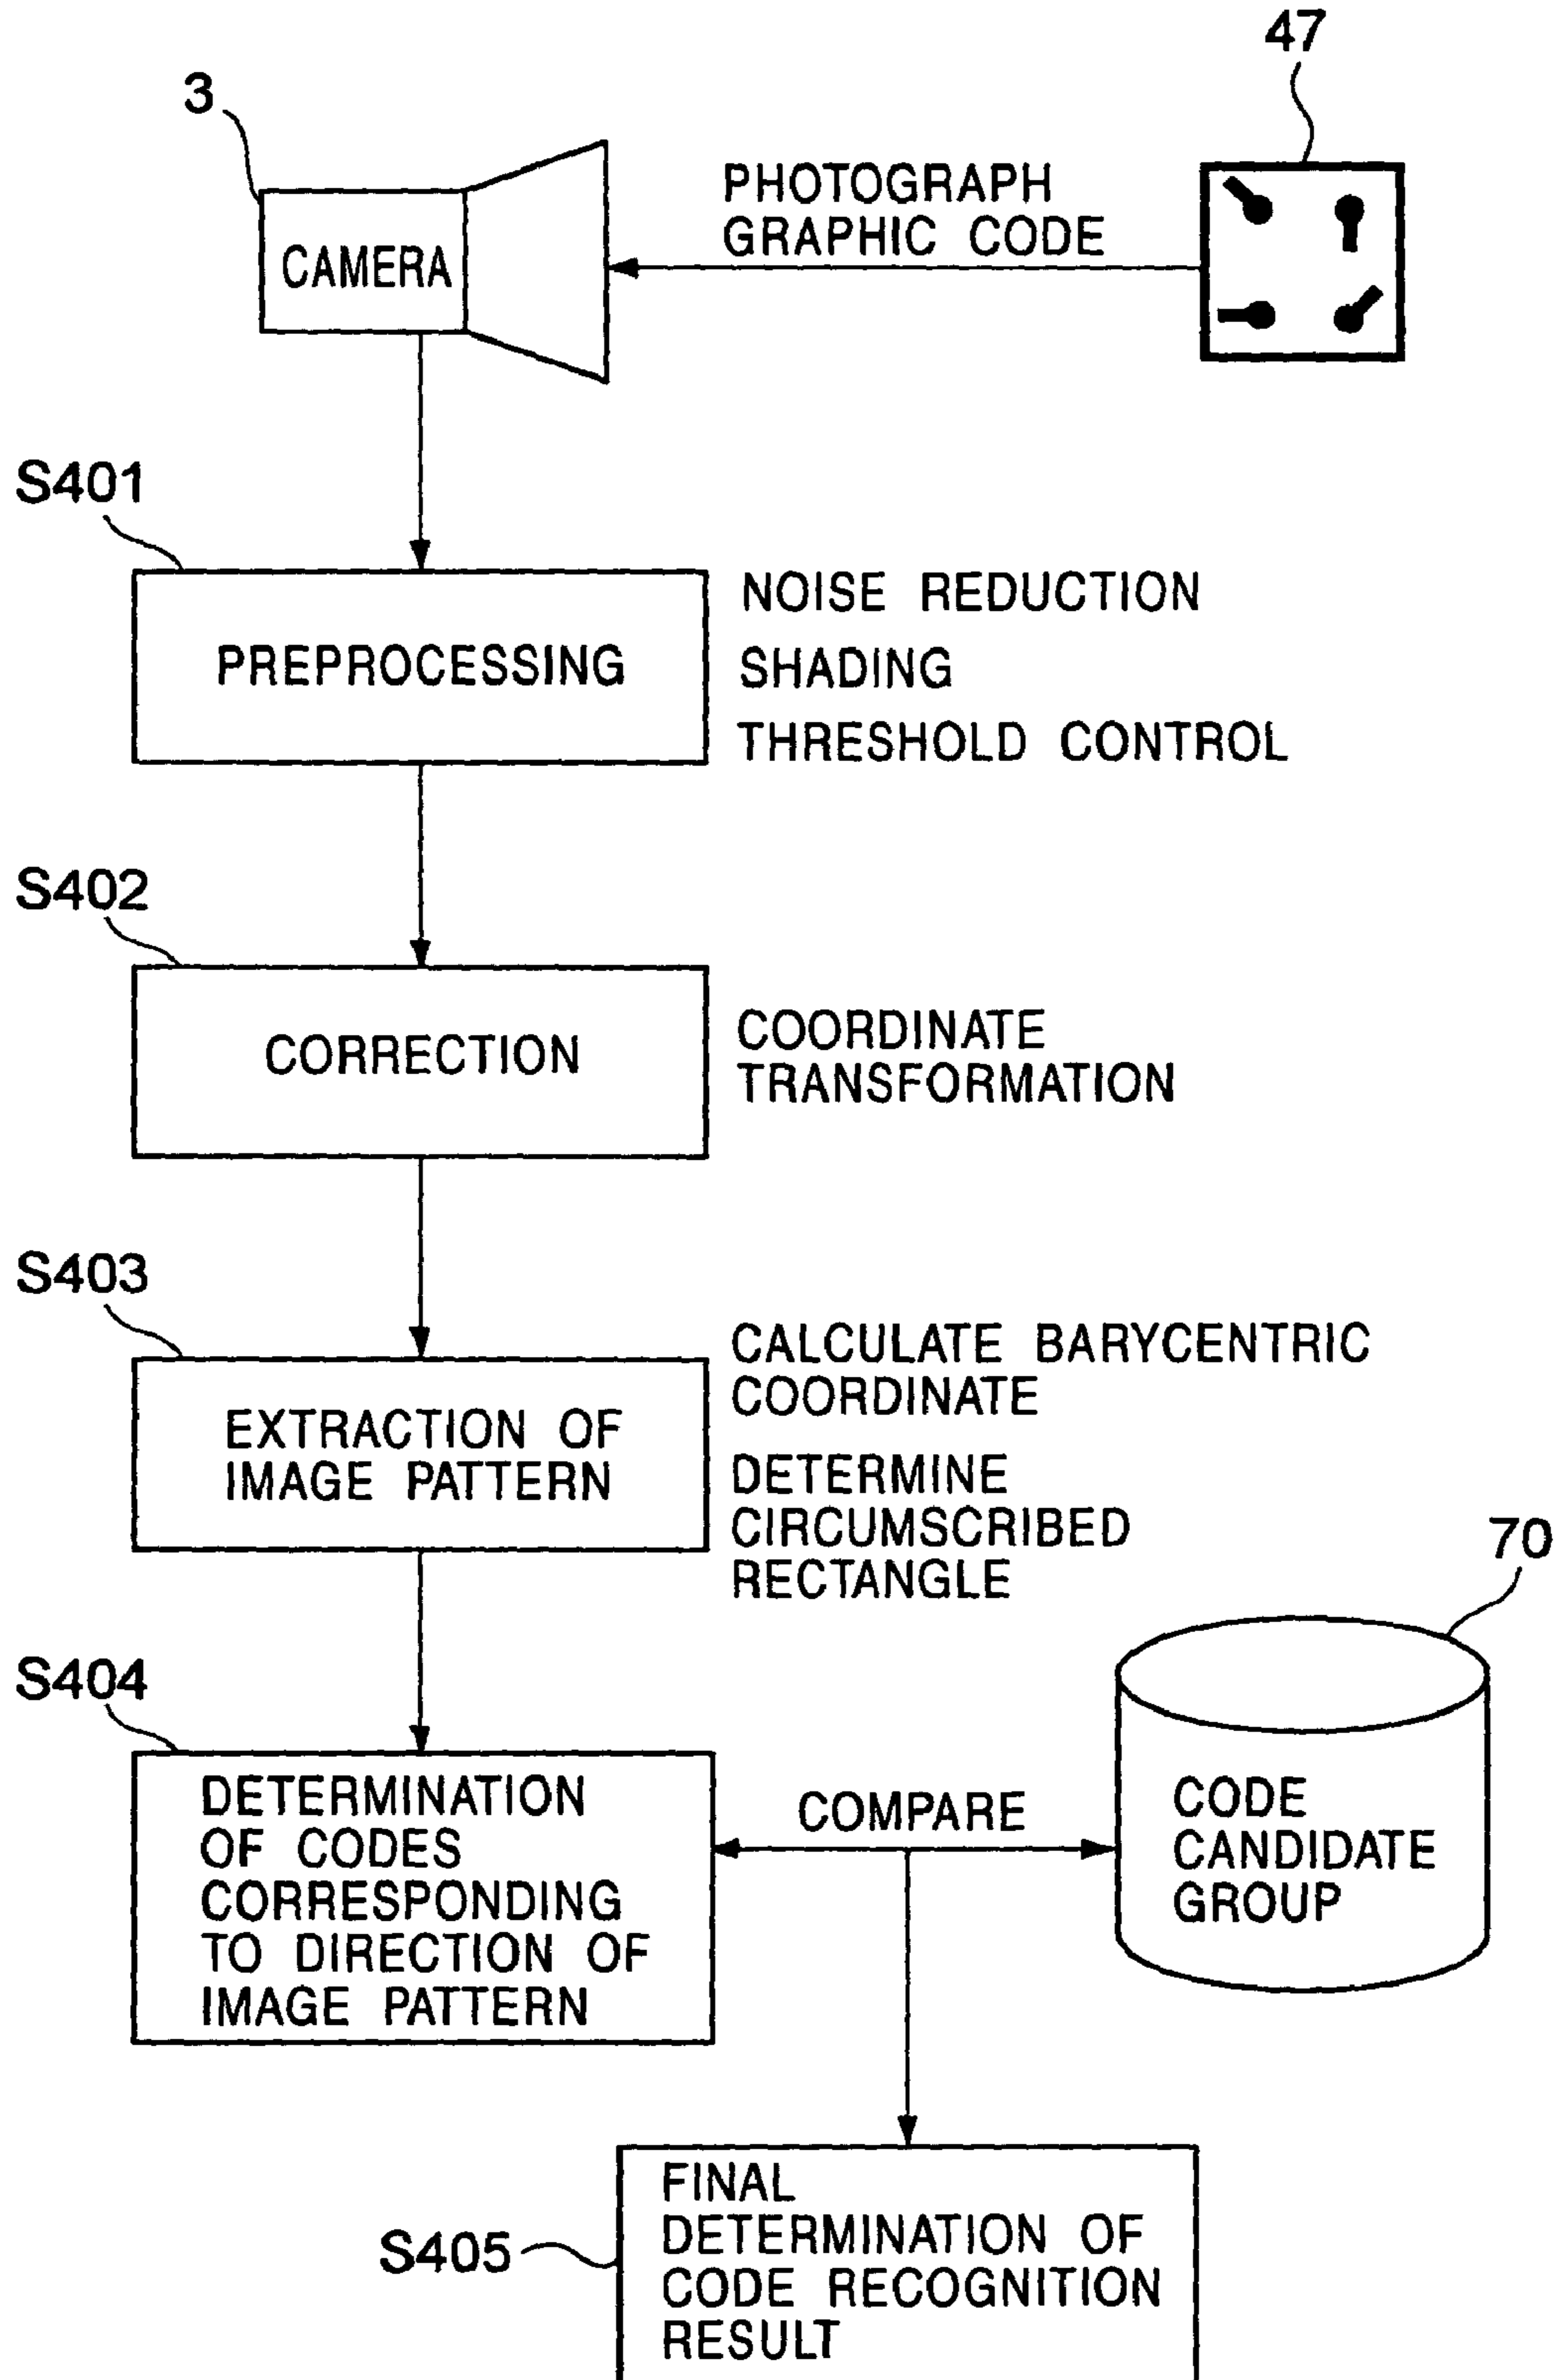 47
3
PHOTOGRAPH
GRAPHIC CODE
CAMERA
S401
PREPROCESSING
NOISE REDUCTION
SHADING
THRESHOLD CONTROL
S402
CORRECTION
COORDINATE
TRANSFORMATION
S403
EXTRACTION OF
IMAGE PATTERN
CALCULATE BARYCENTRIC
COORDINATE
DETERMINE
CIRCUMSCRIBED
RECTANGLE
70
S404
DETERMINATION
OF CODES
CORRESPONDING
TO DIRECTION OF
IMAGE PATTERN
COMPARE
CODE
CANDIDATE
GROUP
S405
FINAL
DETERMINATION OF
CODE RECOGNITION
RESULT